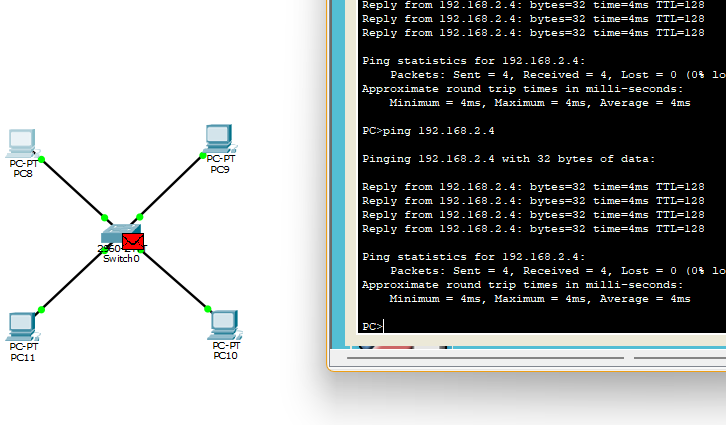 Reply from 192.168.2.4: bytes=32 time=4ms TTL=128
Reply from 192.168.2.4: bytes=32 time=4ms TTL=128
Reply from 192.168.2.4: bytes=32 time=4ms TTL=128
Ping statistics for 192.168.2.4:
Packets: Sent = 4, Received = 4, Lost = 0 (0% lo
Approximate round trip times in milli-seconds:
Minimum = 4ms, Maximum = 4ms, Average = 4ms
PC>ping 192.168.2.4
Pinging 192.168.2.4 with 32 bytes of data:
Reply from 192.168.2.4: bytes=32 time=4ms TTL=128
Reply from 192.168.2.4: bytes=32 time=4ms TTL=128
Reply from 192.168.2.4: bytes=32 time=4ms TTL=128
Reply from 192.168.2.4: bytes=32 time=4ms TTL=128
Ping statistics for 192.168.2.4:
Packets: Sent = 4, Received = 4, Lost = 0 (0% lo
Approximate round trip times in milli-seconds:
Minimum = 4ms, Maximum = 4ms, Average = 4ms
PC>
PC-PT
PC8
PC-PT
PC9
Switch0
PC-PT
PC11
PC-PT
PC10